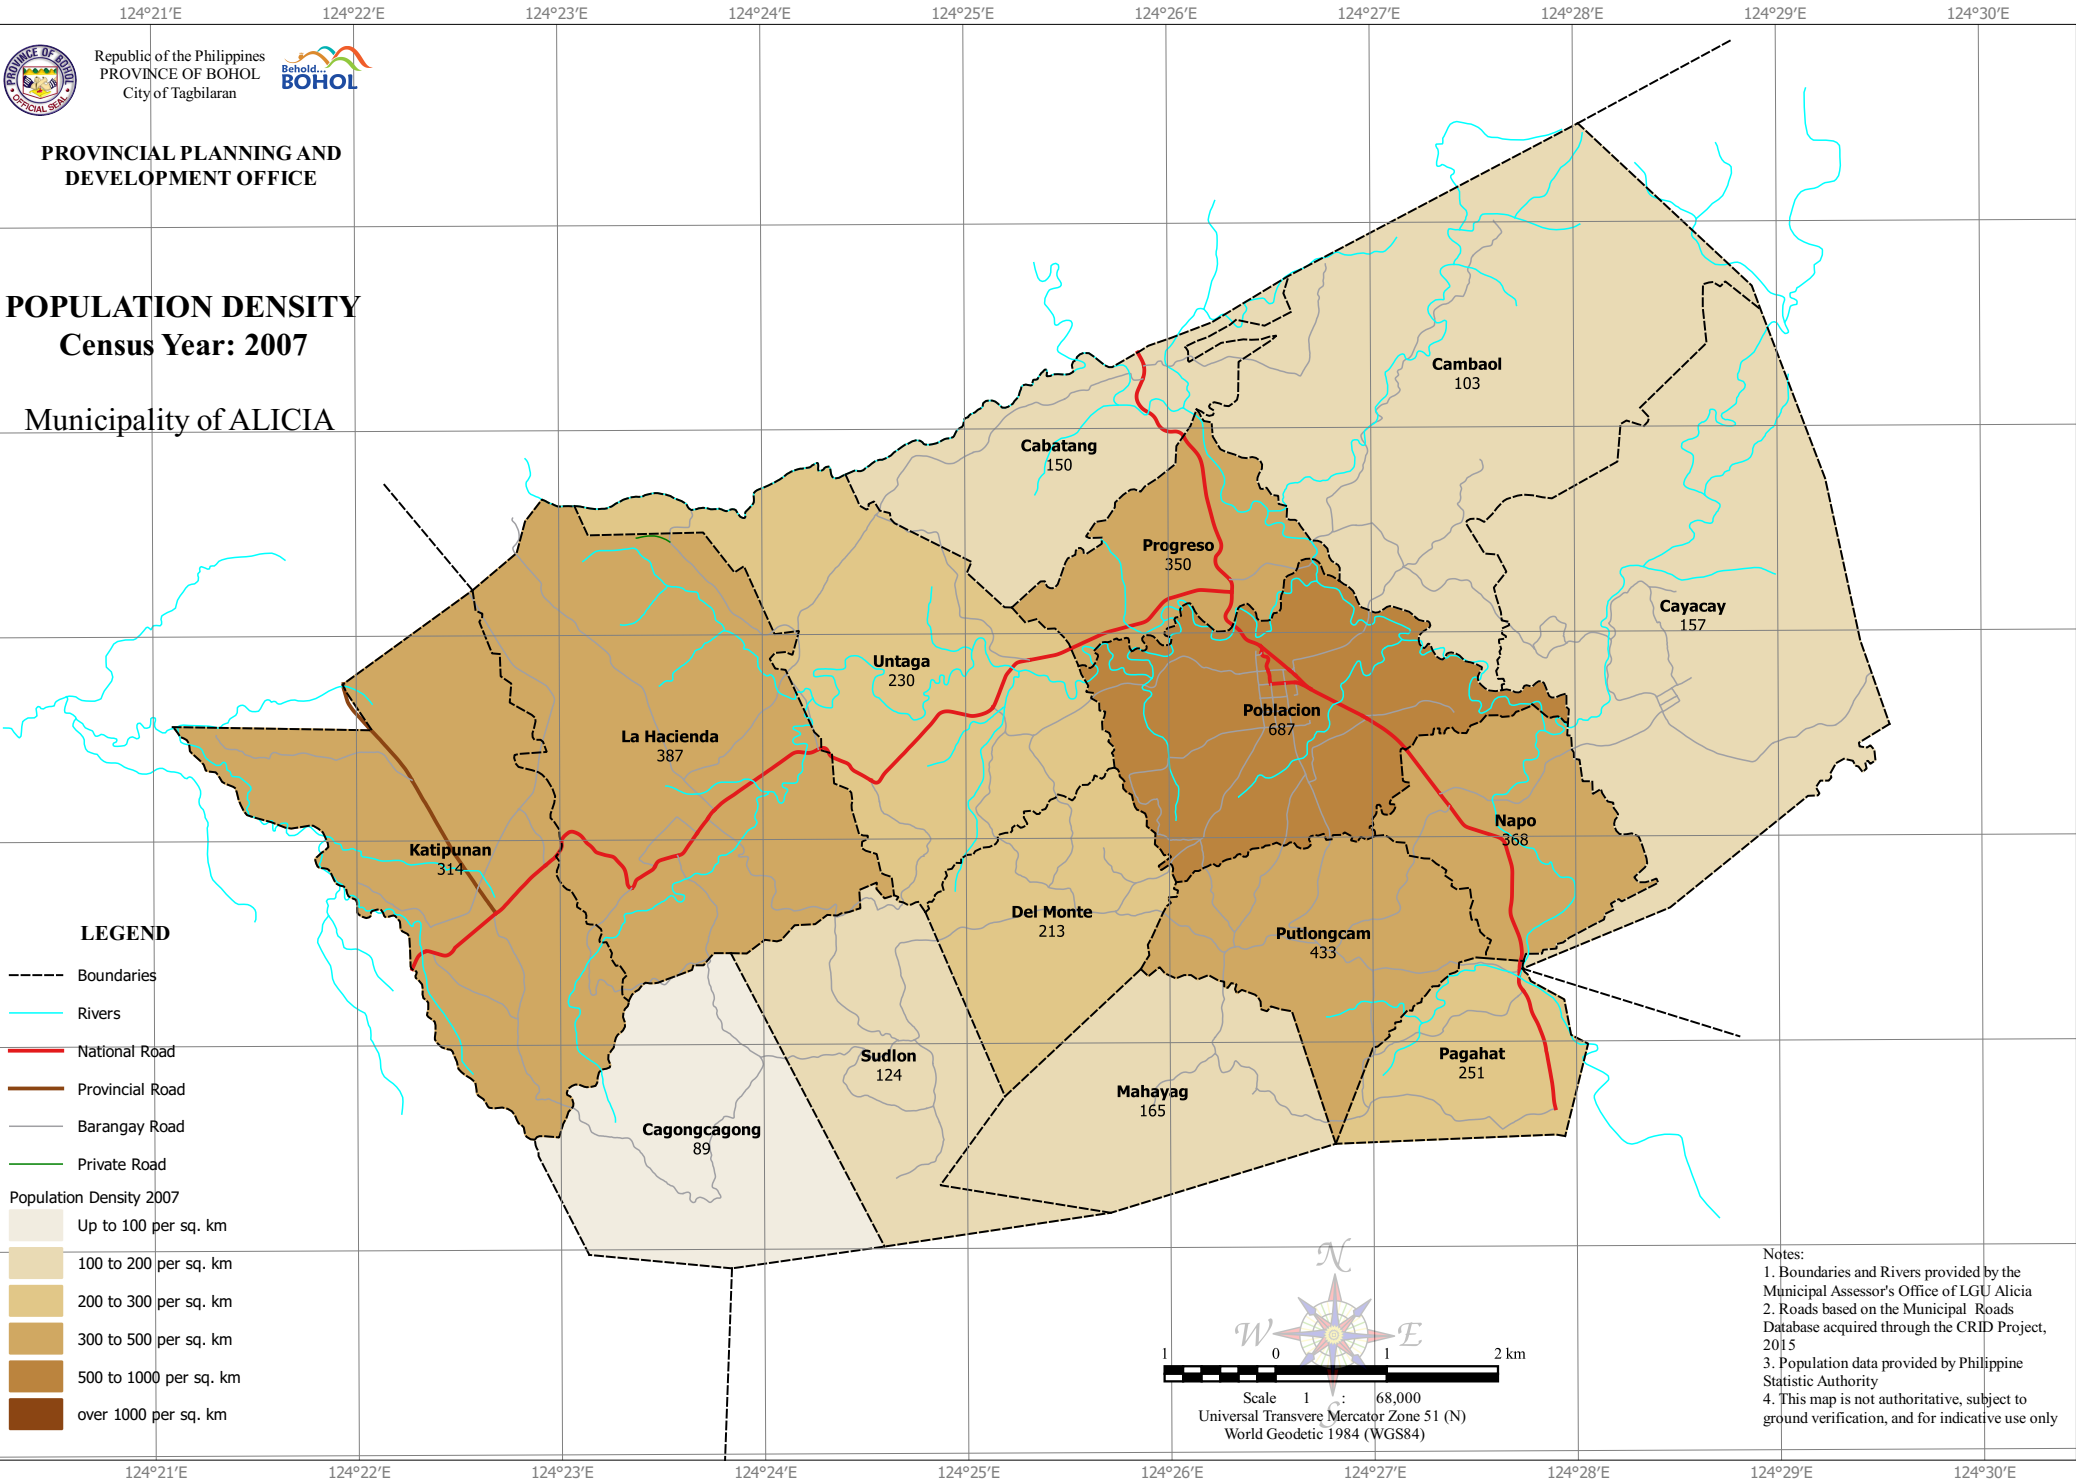 124°21'E 124°22'E 124°23'E 124°24'E 124°25'E 124°26'E 124°27'E 124°28'E 124°29'E 124°30'E
PROVINCE OF BOHOL
OFFICIAL SEAL
Republic of the Philippines
PROVINCE OF BOHOL
City of Tagbilaran
Behold...
BOHOL
PROVINCIAL PLANNING AND
DEVELOPMENT OFFICE
POPULATION DENSITY
Census Year: 2007
Municipality of ALICIA
Cambaol
103
Cabatang
150
Progreso
350
Cayacay
157
Untaga
230
Poblacion
687
La Hacienda
387
Napo
368
Katipunan
314
Del Monte
213
Putlongcam
433
Sudlon
124
Pagahat
251
Mahayag
165
Cagongcagong
89
LEGEND
Boundaries
Rivers
National Road
Provincial Road
Barangay Road
Private Road
Population Density 2007
Up to 100 per sq. km
100 to 200 per sq. km
200 to 300 per sq. km
300 to 500 per sq. km
500 to 1000 per sq. km
over 1000 per sq. km
N
W E
S
1 0 1 2 km
Scale 1 : 68,000
Universal Transvere Mercator Zone 51 (N)
World Geodetic 1984 (WGS84)
Notes:
1. Boundaries and Rivers provided by the
Municipal Assessor's Office of LGU Alicia
2. Roads based on the Municipal Roads
Database acquired through the CRID Project,
2015
3. Population data provided by Philippine
Statistic Authority
4. This map is not authoritative, subject to
ground verification, and for indicative use only
124°21'E 124°22'E 124°23'E 124°24'E 124°25'E 124°26'E 124°27'E 124°28'E 124°29'E 124°30'E